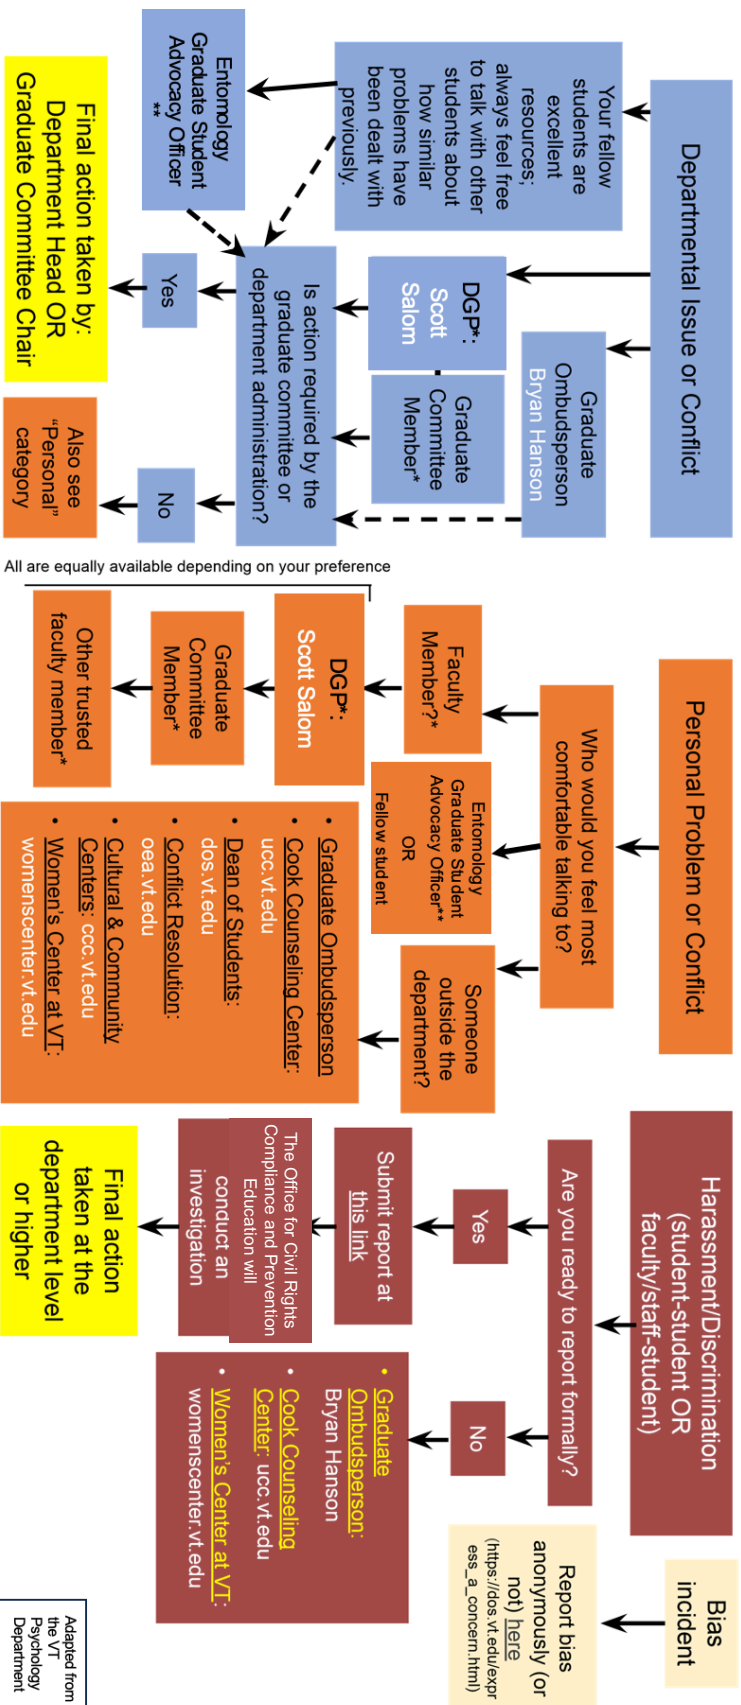 Departmental Issue or Conflict
Your fellow
students are
excellent
resources;
always feel free
to talk with other
students about
how similar
problems have
been dealt with
previously.
DGP*:
Scott
Salom
Graduate
Committee
Member*
Graduate
Ombudsperson
Bryan Hanson
Entomology
Graduate Student
Advocacy Officer
**
Is action required by the
graduate committee or
department administration?
Yes
No
Final action taken by:
Department Head OR
Graduate Committee Chair
Also see
“Personal”
category
All are equally available depending on your preference
Personal Problem or Conflict
Who would you feel most
comfortable talking to?
Faculty
Member?*
Entomology
Graduate Student
Advocacy Officer**
OR
Fellow student
Someone
outside the
department?
DGP*:
Scott Salom
Graduate
Committee
Member*
Other trusted
faculty member*
• Graduate Ombudsperson
• Cook Counseling Center:
ucc.vt.edu
• Dean of Students:
dos.vt.edu
• Conflict Resolution:
oea.vt.edu
• Cultural & Community
Centers: ccc.vt.edu
• Women’s Center at VT:
womenscenter.vt.edu
Harassment/Discrimination
(student-student OR
faculty/staff-student)
Are you ready to report formally?
Yes
No
Submit report at
this link
The Office for Civil Rights
Compliance and Prevention
Education will
conduct an
investigation
Final action
taken at the
department level
or higher
• Graduate
Ombudsperson:
Bryan Hanson
• Cook Counseling
Center: ucc.vt.edu
• Women’s Center at VT:
womenscenter.vt.edu
Bias
incident
Report bias
anonymously (or
not) here
(https://dos.vt.edu/expr
ess_a_concern.html)
Adapted from
the VT
Psychology
Department